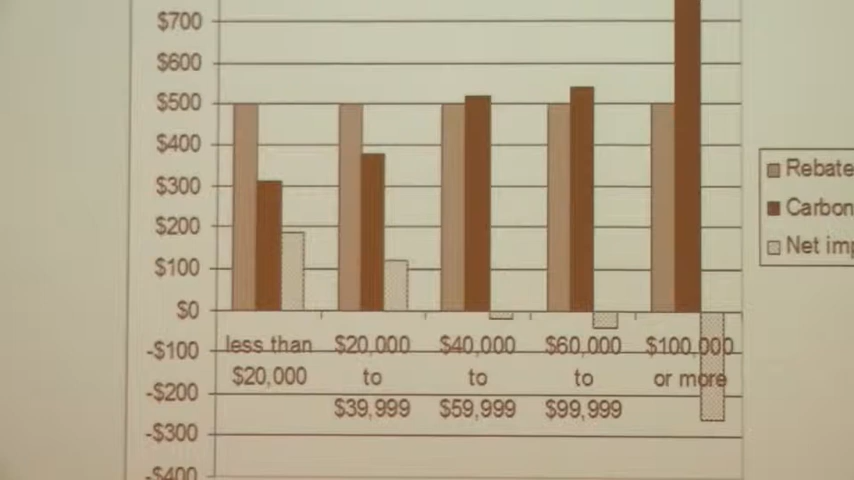 $700
$600
$500
$400
$300
$200
$100
$0
-$100
-$200
-$300
-$400
less than $20,000 $40,000 $60,000 $100,000
$20,000 to to to or more
$39,999 $59,999 $99,999
Rebate
Carbon
Net imp